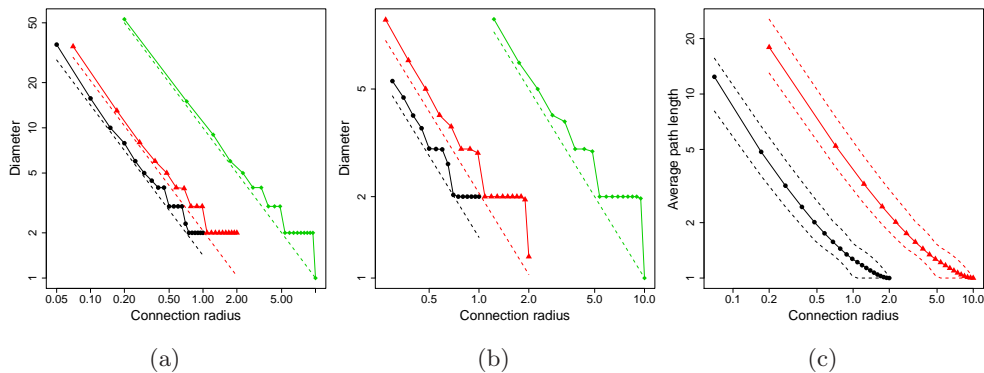 50
20
10
5
2
1
Diameter
0.05 0.10 0.20 0.50 1.00 2.00 5.00
Connection radius
(a)
5
2
1
Diameter
0.5 1.0 2.0 5.0 10.0
Connection radius
(b)
20
10
5
2
1
Average path length
0.1 0.2 0.5 1.0 2.0 5.0 10.0
Connection radius
(c)